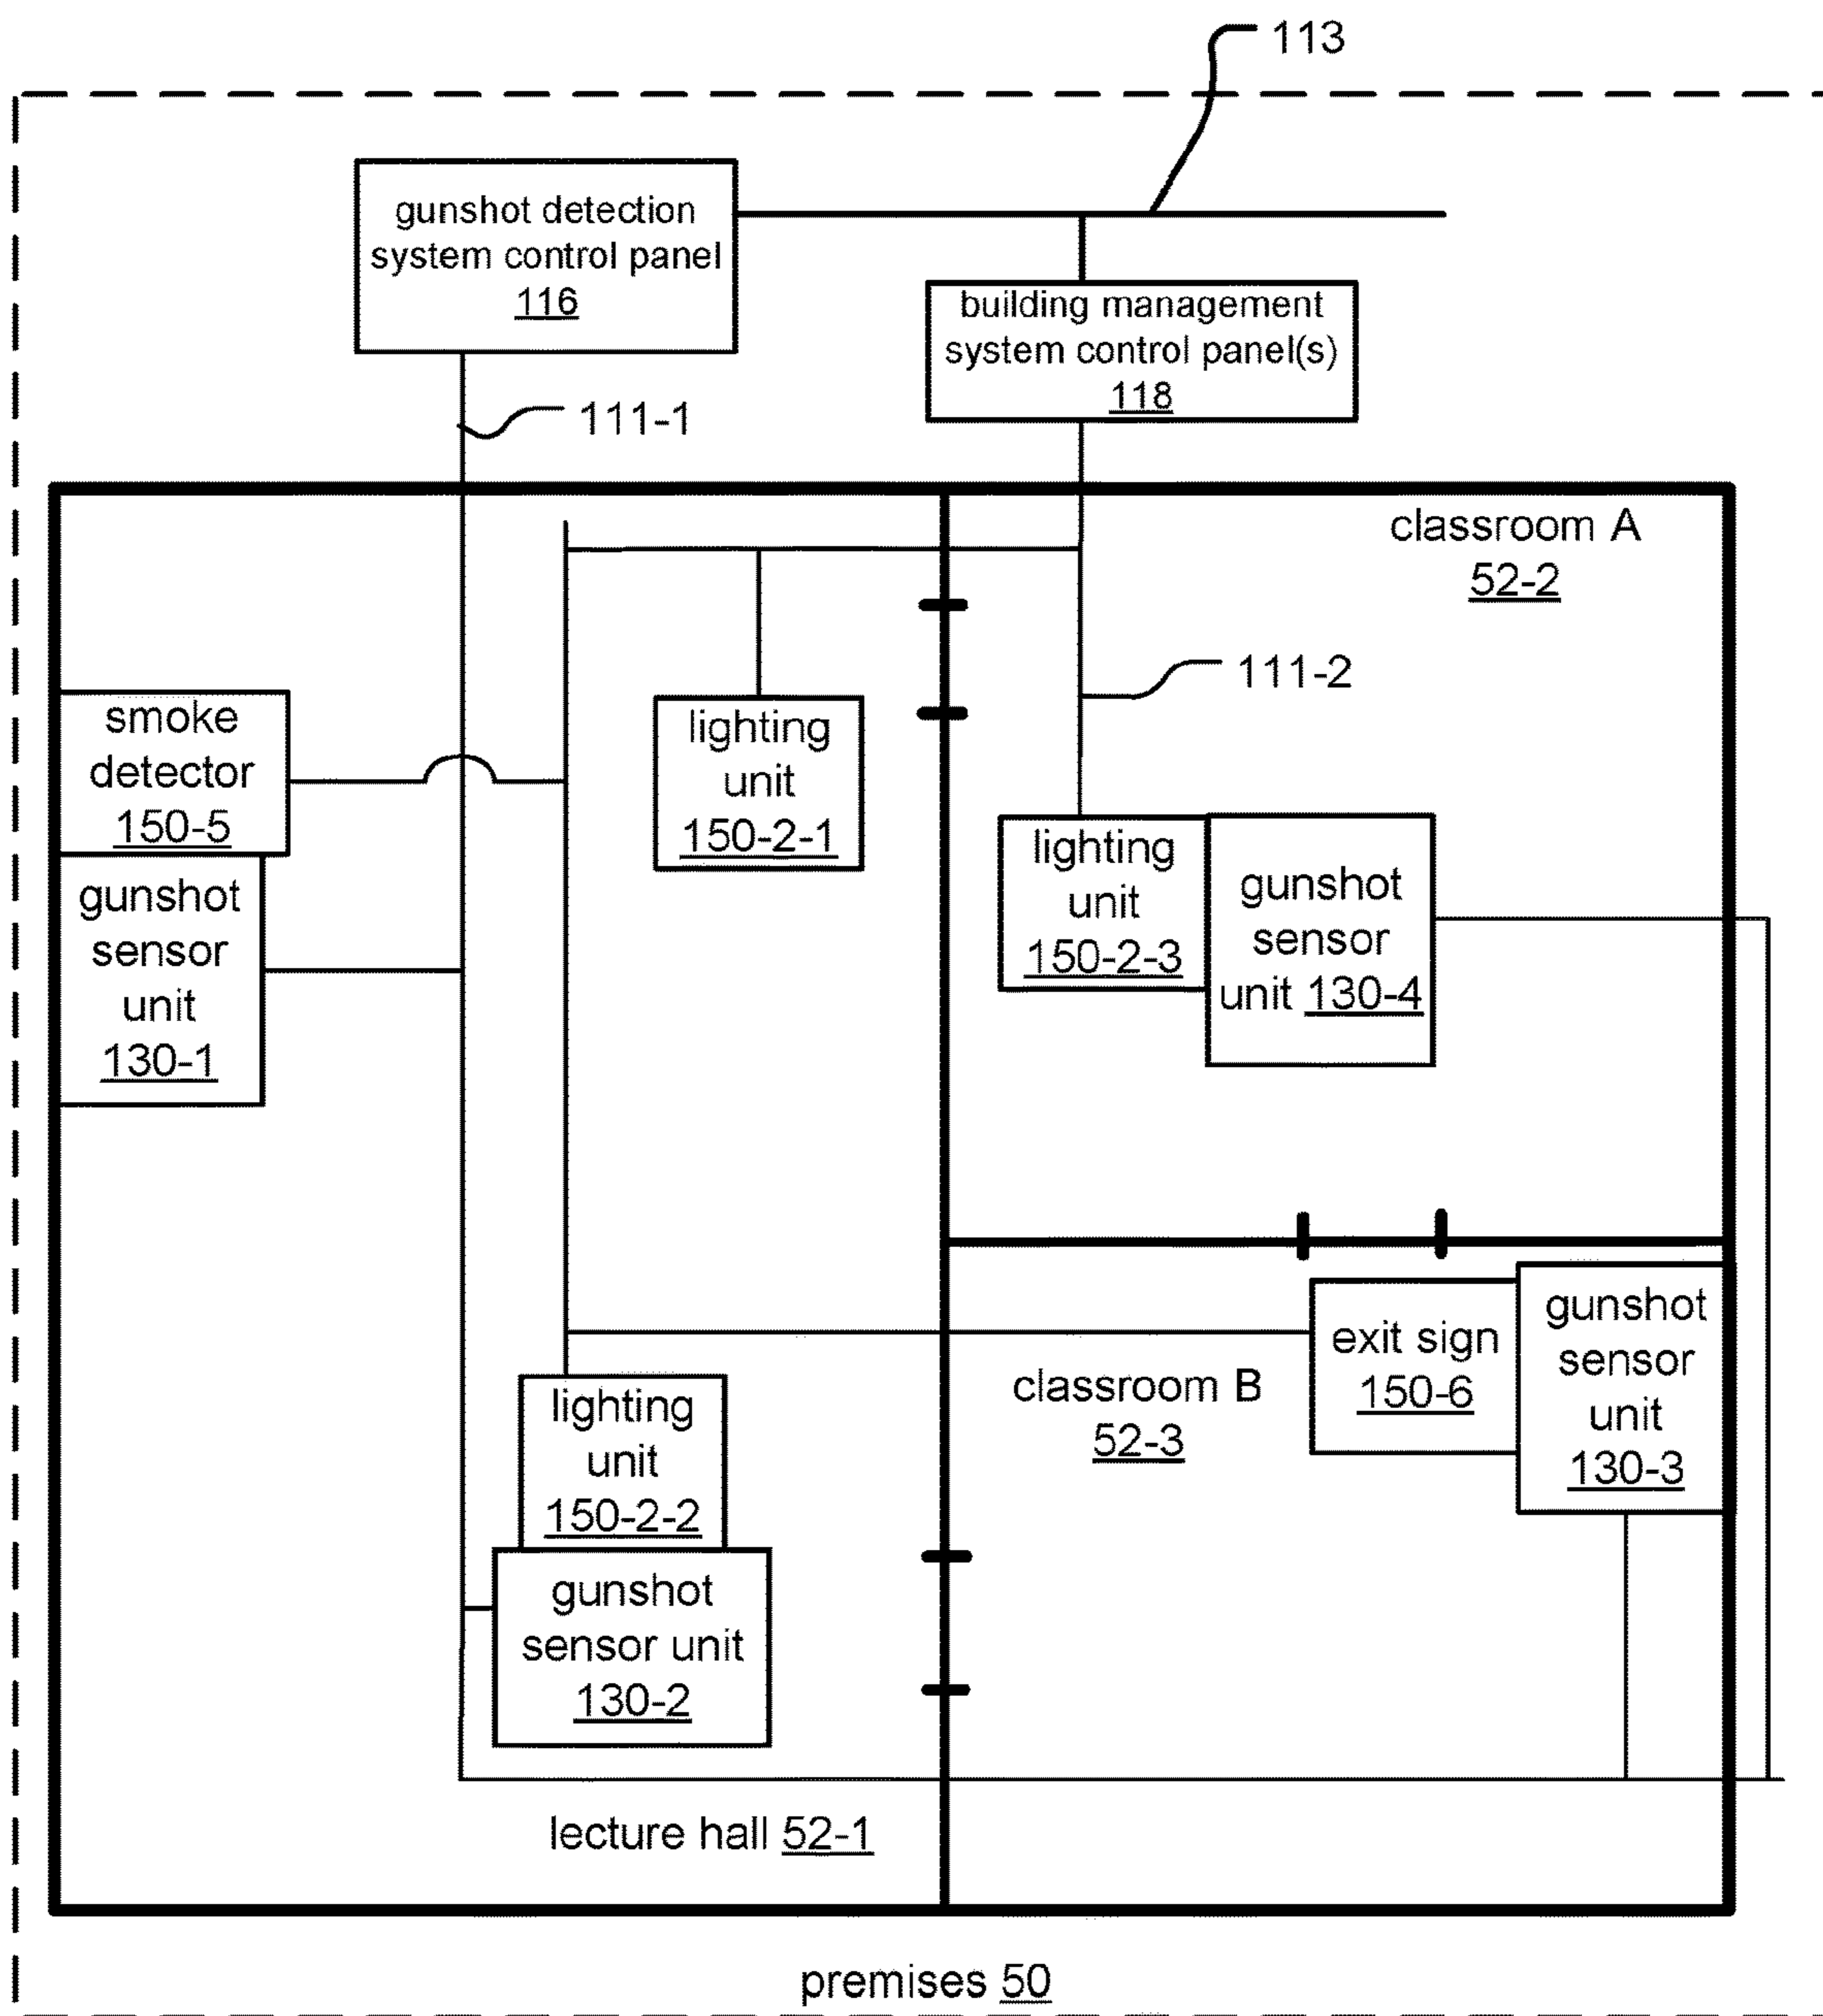 113
gunshot detection
system control panel
116
building management
system control panel(s)
118
111-1
classroom A
52-2
111-2
smoke
detector
150-5
lighting
unit
150-2-1
gunshot
sensor
unit
130-1
lighting
unit
150-2-3
gunshot
sensor
unit 130-4
exit sign
150-6
gunshot
sensor
unit
130-3
classroom B
52-3
lighting
unit
150-2-2
gunshot
sensor unit
130-2
lecture hall 52-1
premises 50